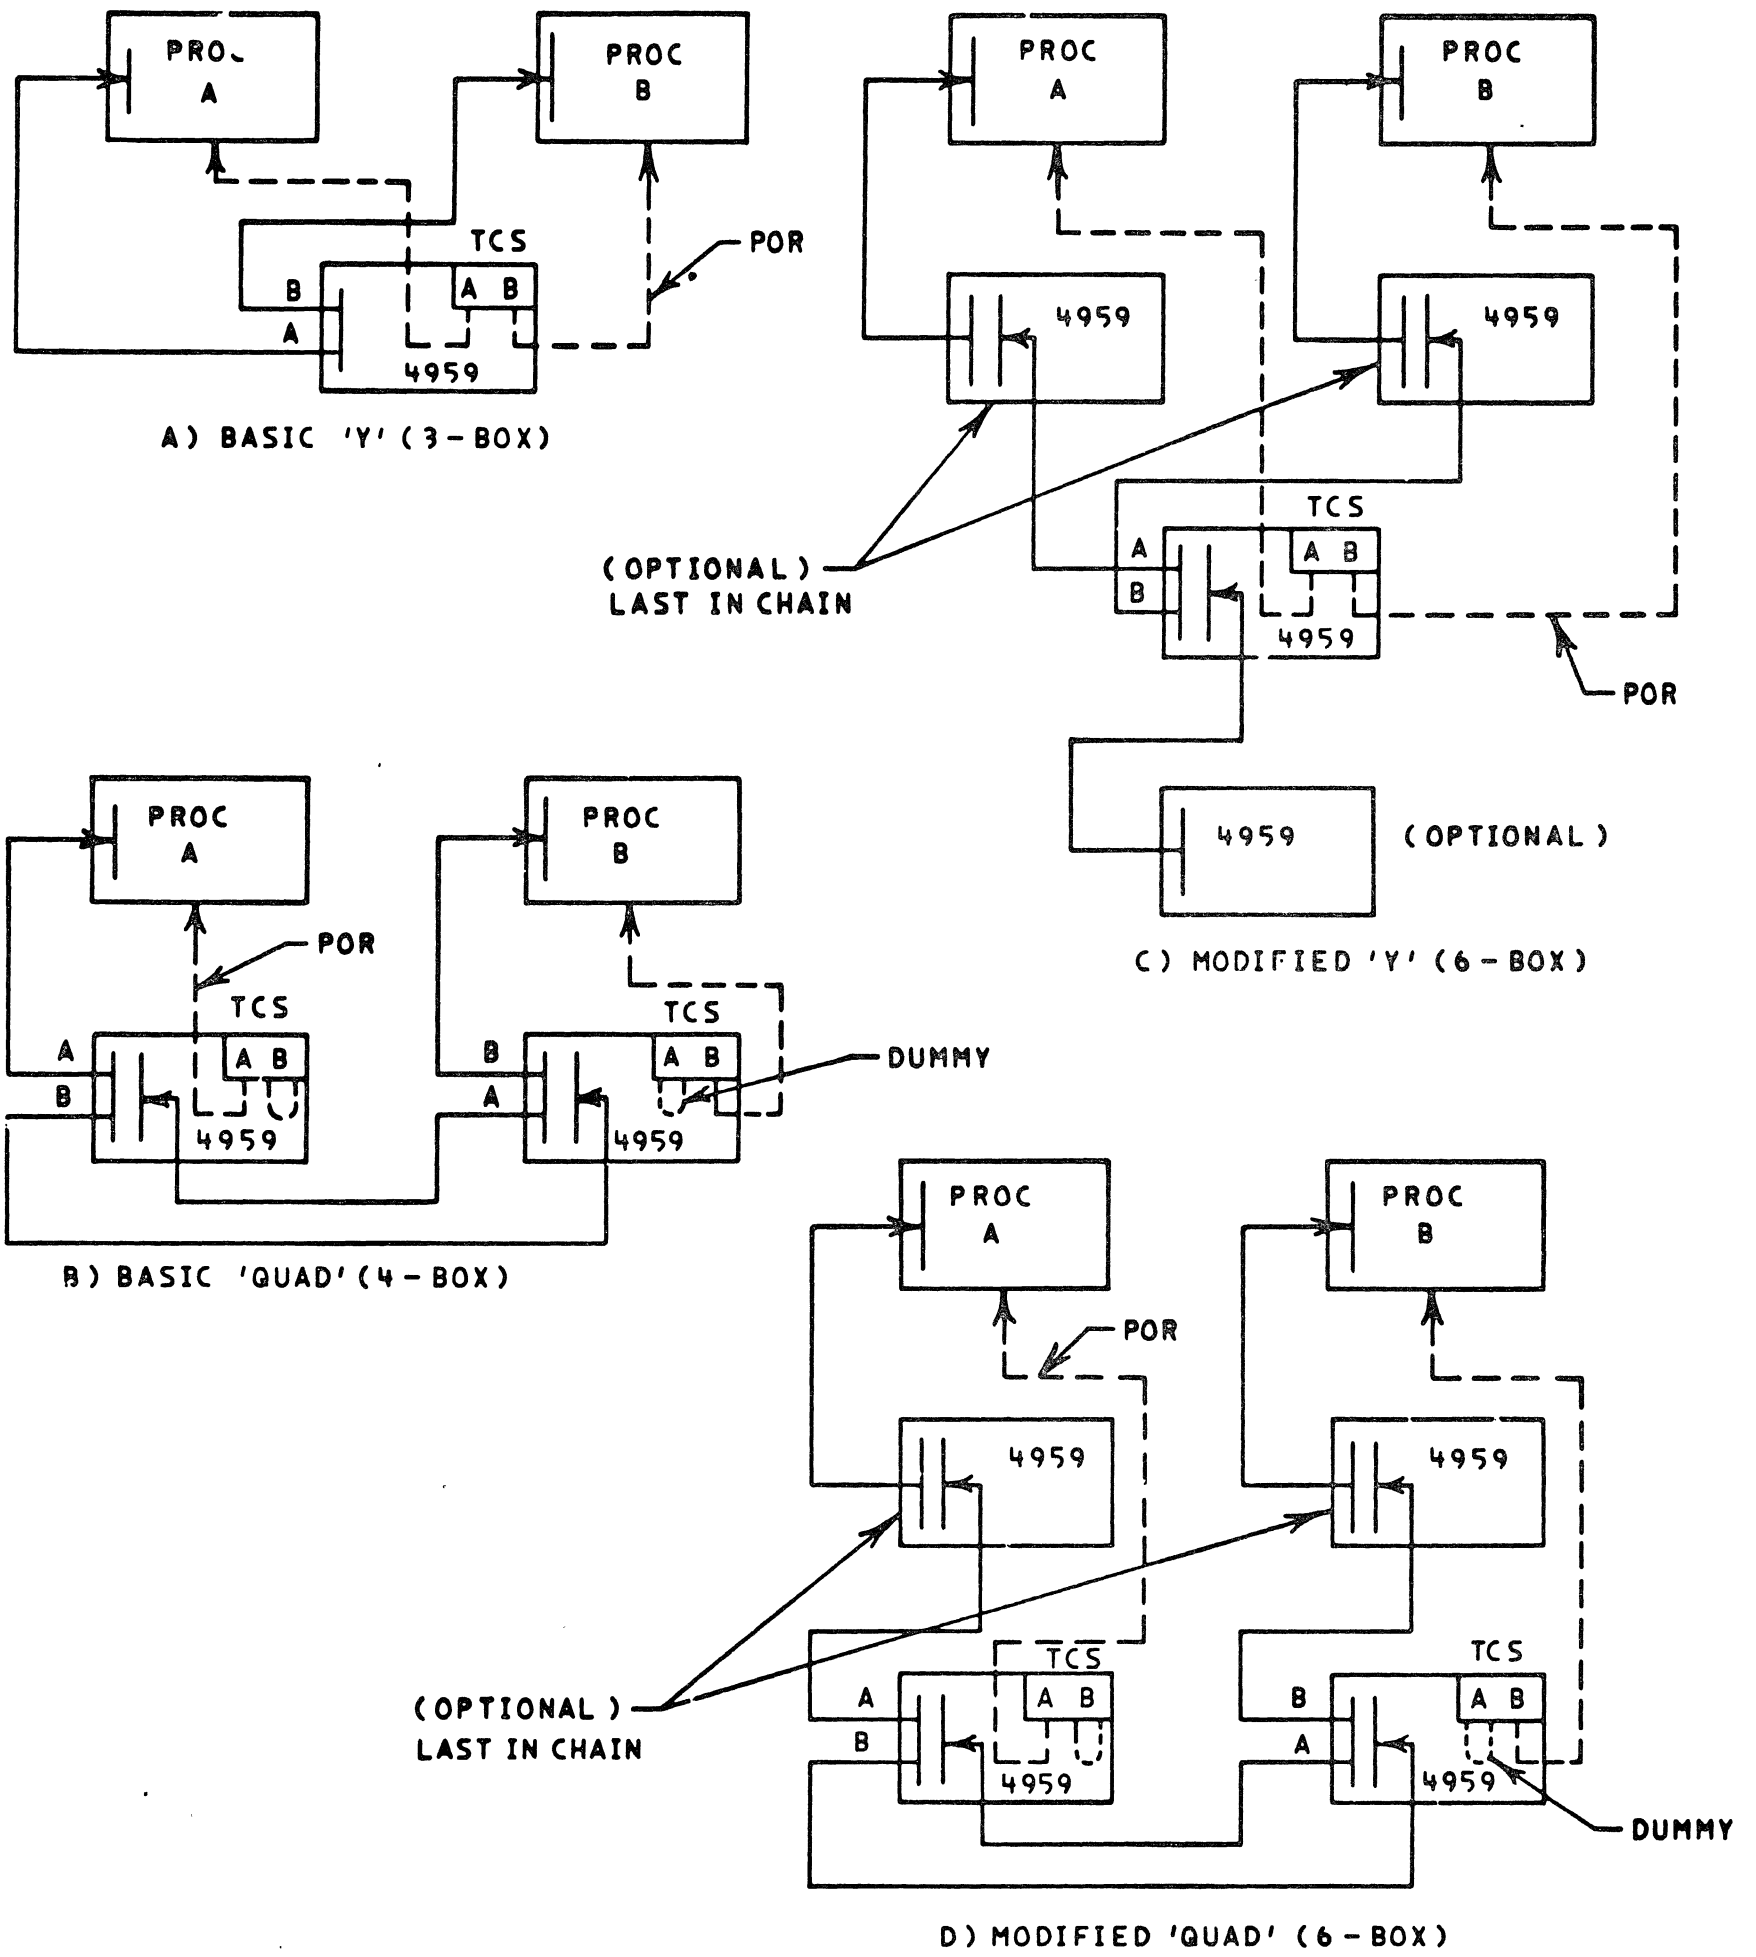 PROC
A
PROC
B
TCS
POR
B
A B
A
4959
A) BASIC 'Y' (3-BOX)
PROC
A
PROC
B
4959
4959
TCS
(OPTIONAL)
LAST IN CHAIN
A
A B
B
4959
POR
4959
(OPTIONAL)
C) MODIFIED 'Y' (6-BOX)
PROC
A
PROC
B
POR
TCS
TCS
A
A B
B
4959
B
A B
A
4959
DUMMY
B) BASIC 'QUAD' (4-BOX)
PROC
A
PROC
B
POR
4959
4959
(OPTIONAL)
LAST IN CHAIN
TCS
TCS
A
A B
B
4959
B
A B
A
4959
DUMMY
D) MODIFIED 'QUAD' (6-BOX)